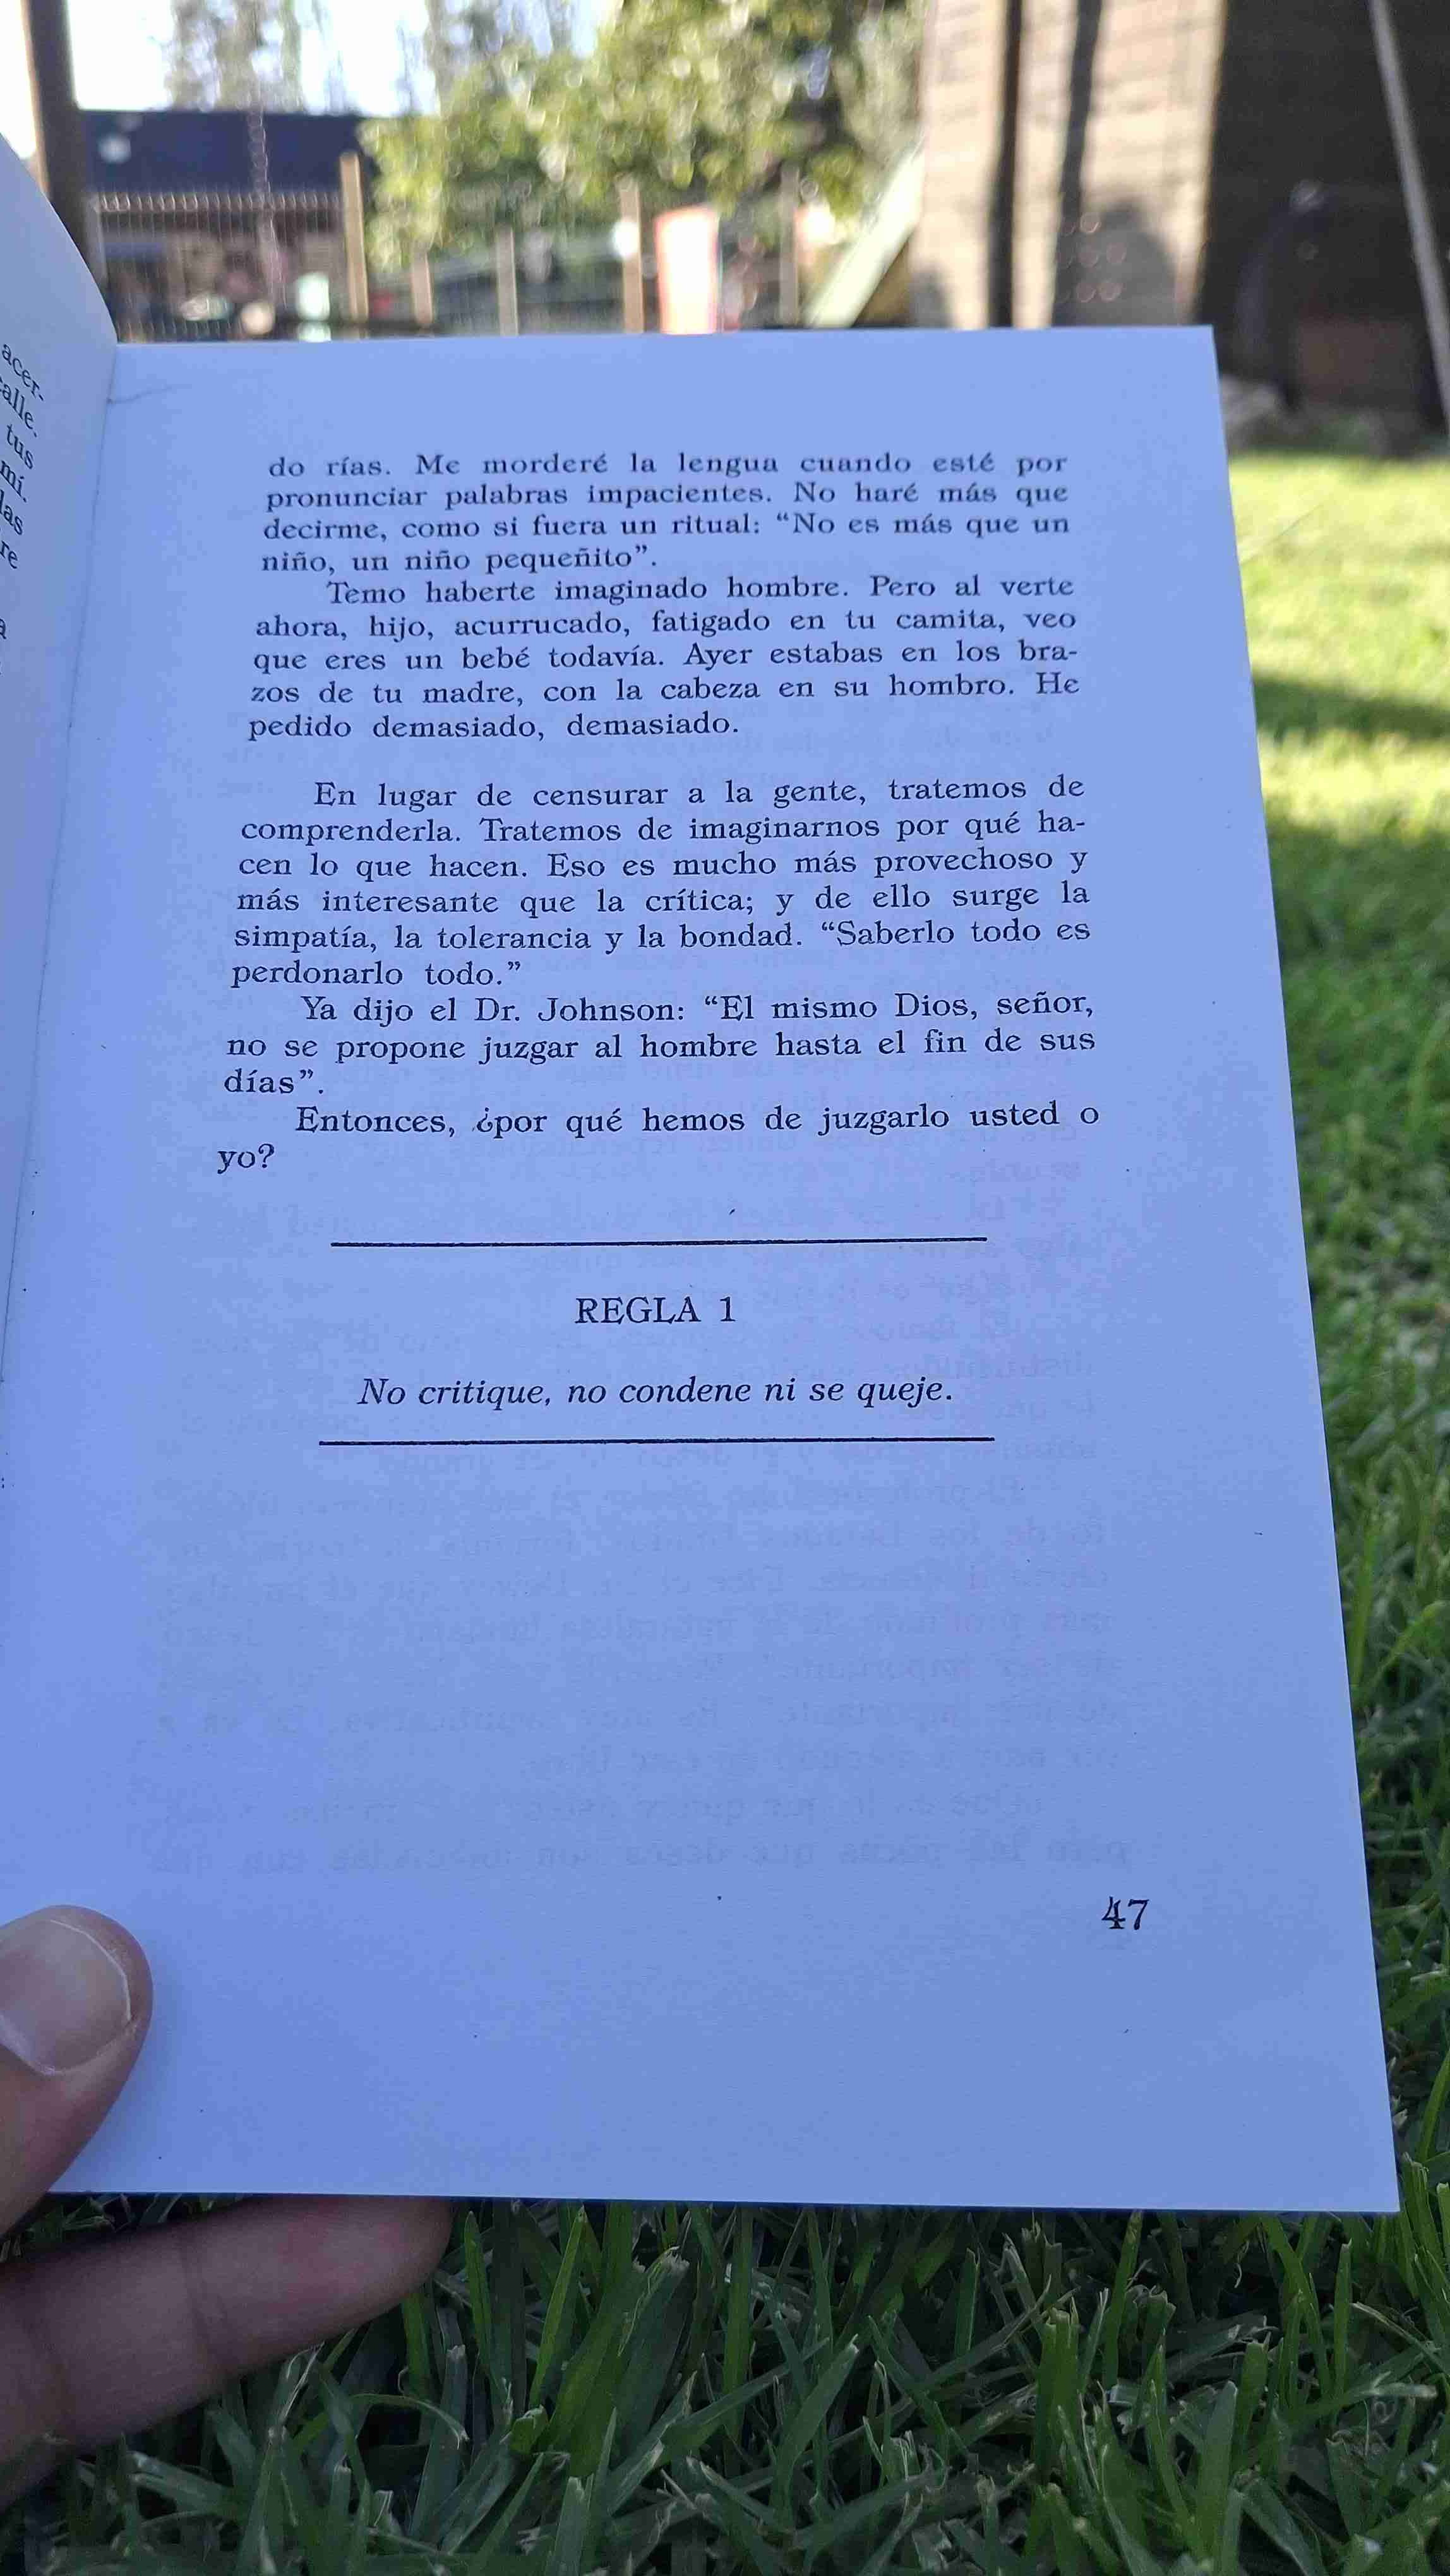 acer-
calle.
tus
mí.
las
re
do rías. Me morderé la lengua cuando esté por
pronunciar palabras impacientes. No haré más que
decirme, como si fuera un ritual: “No es más que un
niño, un niño pequeñito”.
Temo haberte imaginado hombre. Pero al verte
ahora, hijo, acurrucado, fatigado en tu camita, veo
que eres un bebé todavía. Ayer estabas en los bra-
zos de tu madre, con la cabeza en su hombro. He
pedido demasiado, demasiado.
En lugar de censurar a la gente, tratemos de
comprenderla. Tratemos de imaginarnos por qué ha-
cen lo que hacen. Eso es mucho más provechoso y
más interesante que la crítica; y de ello surge la
simpatía, la tolerancia y la bondad. “Saberlo todo es
perdonarlo todo.”
Ya dijo el Dr. Johnson: “El mismo Dios, señor,
no se propone juzgar al hombre hasta el fin de sus
días”.
Entonces, ¿por qué hemos de juzgarlo usted o
yo?
REGLA 1
No critique, no condene ni se queje.
47